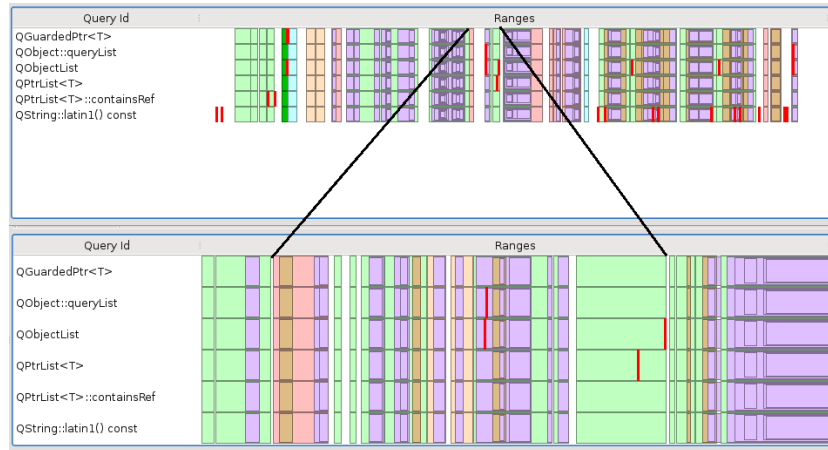 Query Id Ranges
QGuardedPtr<T>
QObject::queryList
QObjectList
QPtrList<T>
QPtrList<T>::containsRef
QString::latin1() const
Query Id Ranges
QGuardedPtr<T>
QObject::queryList
QObjectList
QPtrList<T>
QPtrList<T>::containsRef
QString::latin1() const